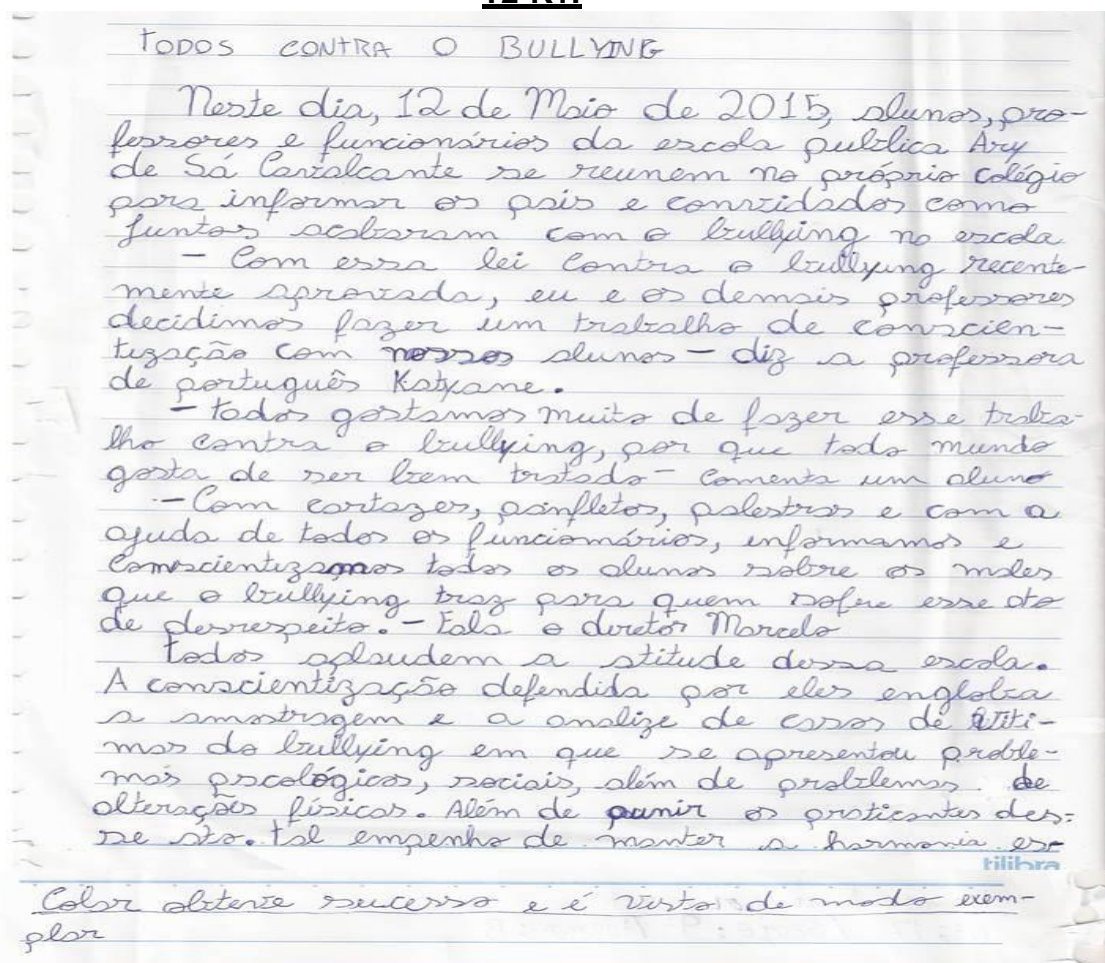 TODOS CONTRA O BULLYING
Neste dia, 12 de Maio de 2015, alunos, pro-
fessores e funcionários da escola publica Ary
de Sá Cavalcante se reunem no próprio colégio
para informar os pais e convidados como
juntos acabaram com o bullying no escola
- Com essa lei contra o bullying recente-
mente aprovada, eu e os demais professores
decidimos fazer um trabalho de conscien-
tização com nossos alunos - diz a professora
de português Katyane.
- todos gostamos muito de fazer esse traba-
lho contra o bullying, por que todo mundo
gosta de ser bem tratado - comenta um aluno
- Com cartazes, panfletos, palestras e com a
ajuda de todos os funcionários, informamos e
conscientizamos todos os alunos sobre os males
que o bullying traz para quem sofre esse ato
de desrespeito. - Fala o diretor Marcelo
todos aplaudem a atitude dessa escola.
A conscientização defendida por eles engloba
a amostragem e a analize de casos de vití-
mas do bullying em que se apresentou proble-
mas pscológicos, sociais, além de problemas de
alterações físicas. Além de punir os praticantes des-
se ato. tal empenho de manter a harmonia es-
tilibra
colar obteve sucesso e é visto de modo exem-
plar